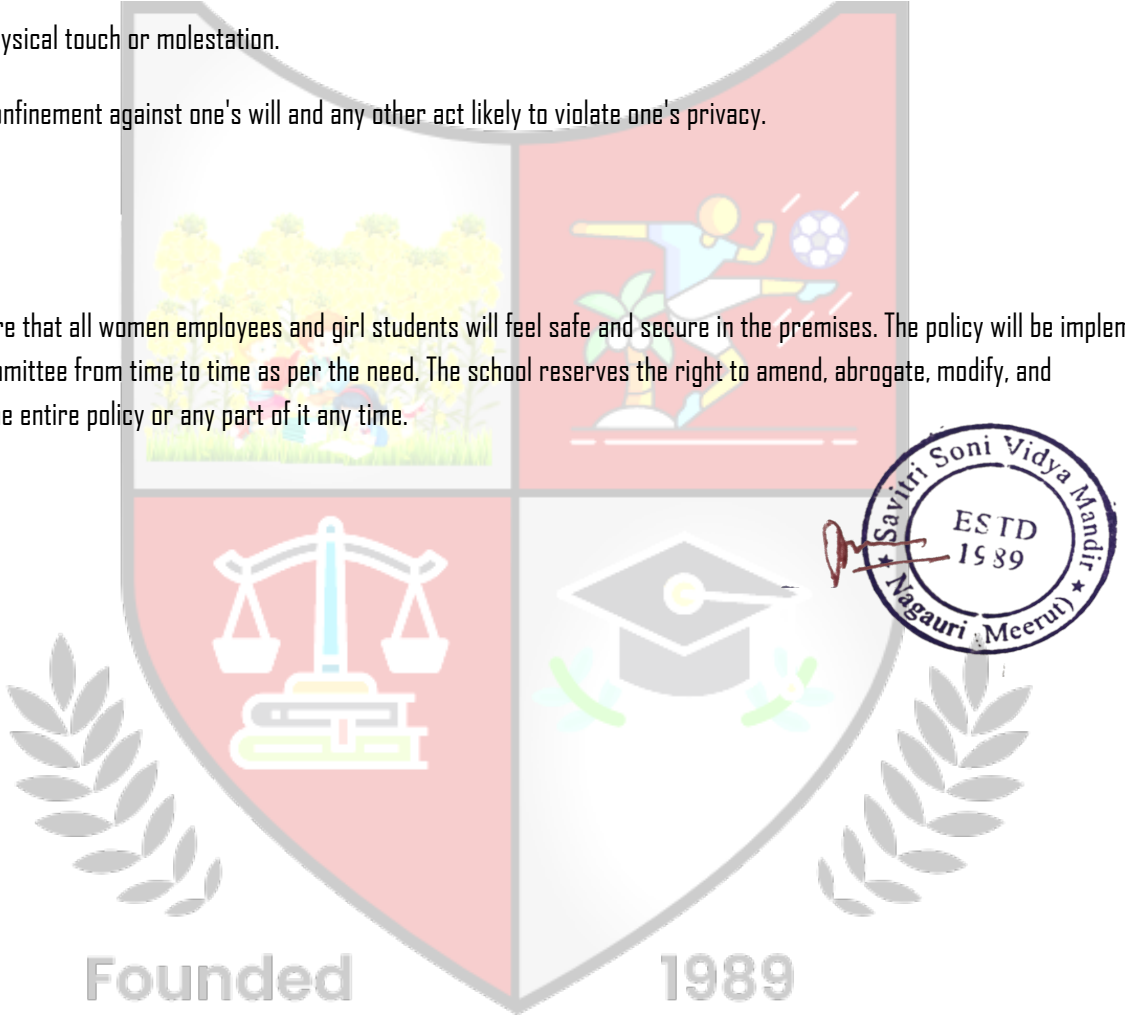 ysical touch or molestation.
onfinement against one's will and any other act likely to violate one's privacy.
re that all women employees and girl students will feel safe and secure in the premises. The policy will be implem
mmittee from time to time as per the need. The school reserves the right to amend, abrogate, modify, and
e entire policy or any part of it any time.
Savitri Soni Vidya Mandir
ESTD
1989
Nagauri (Meerut)
Founded 1989